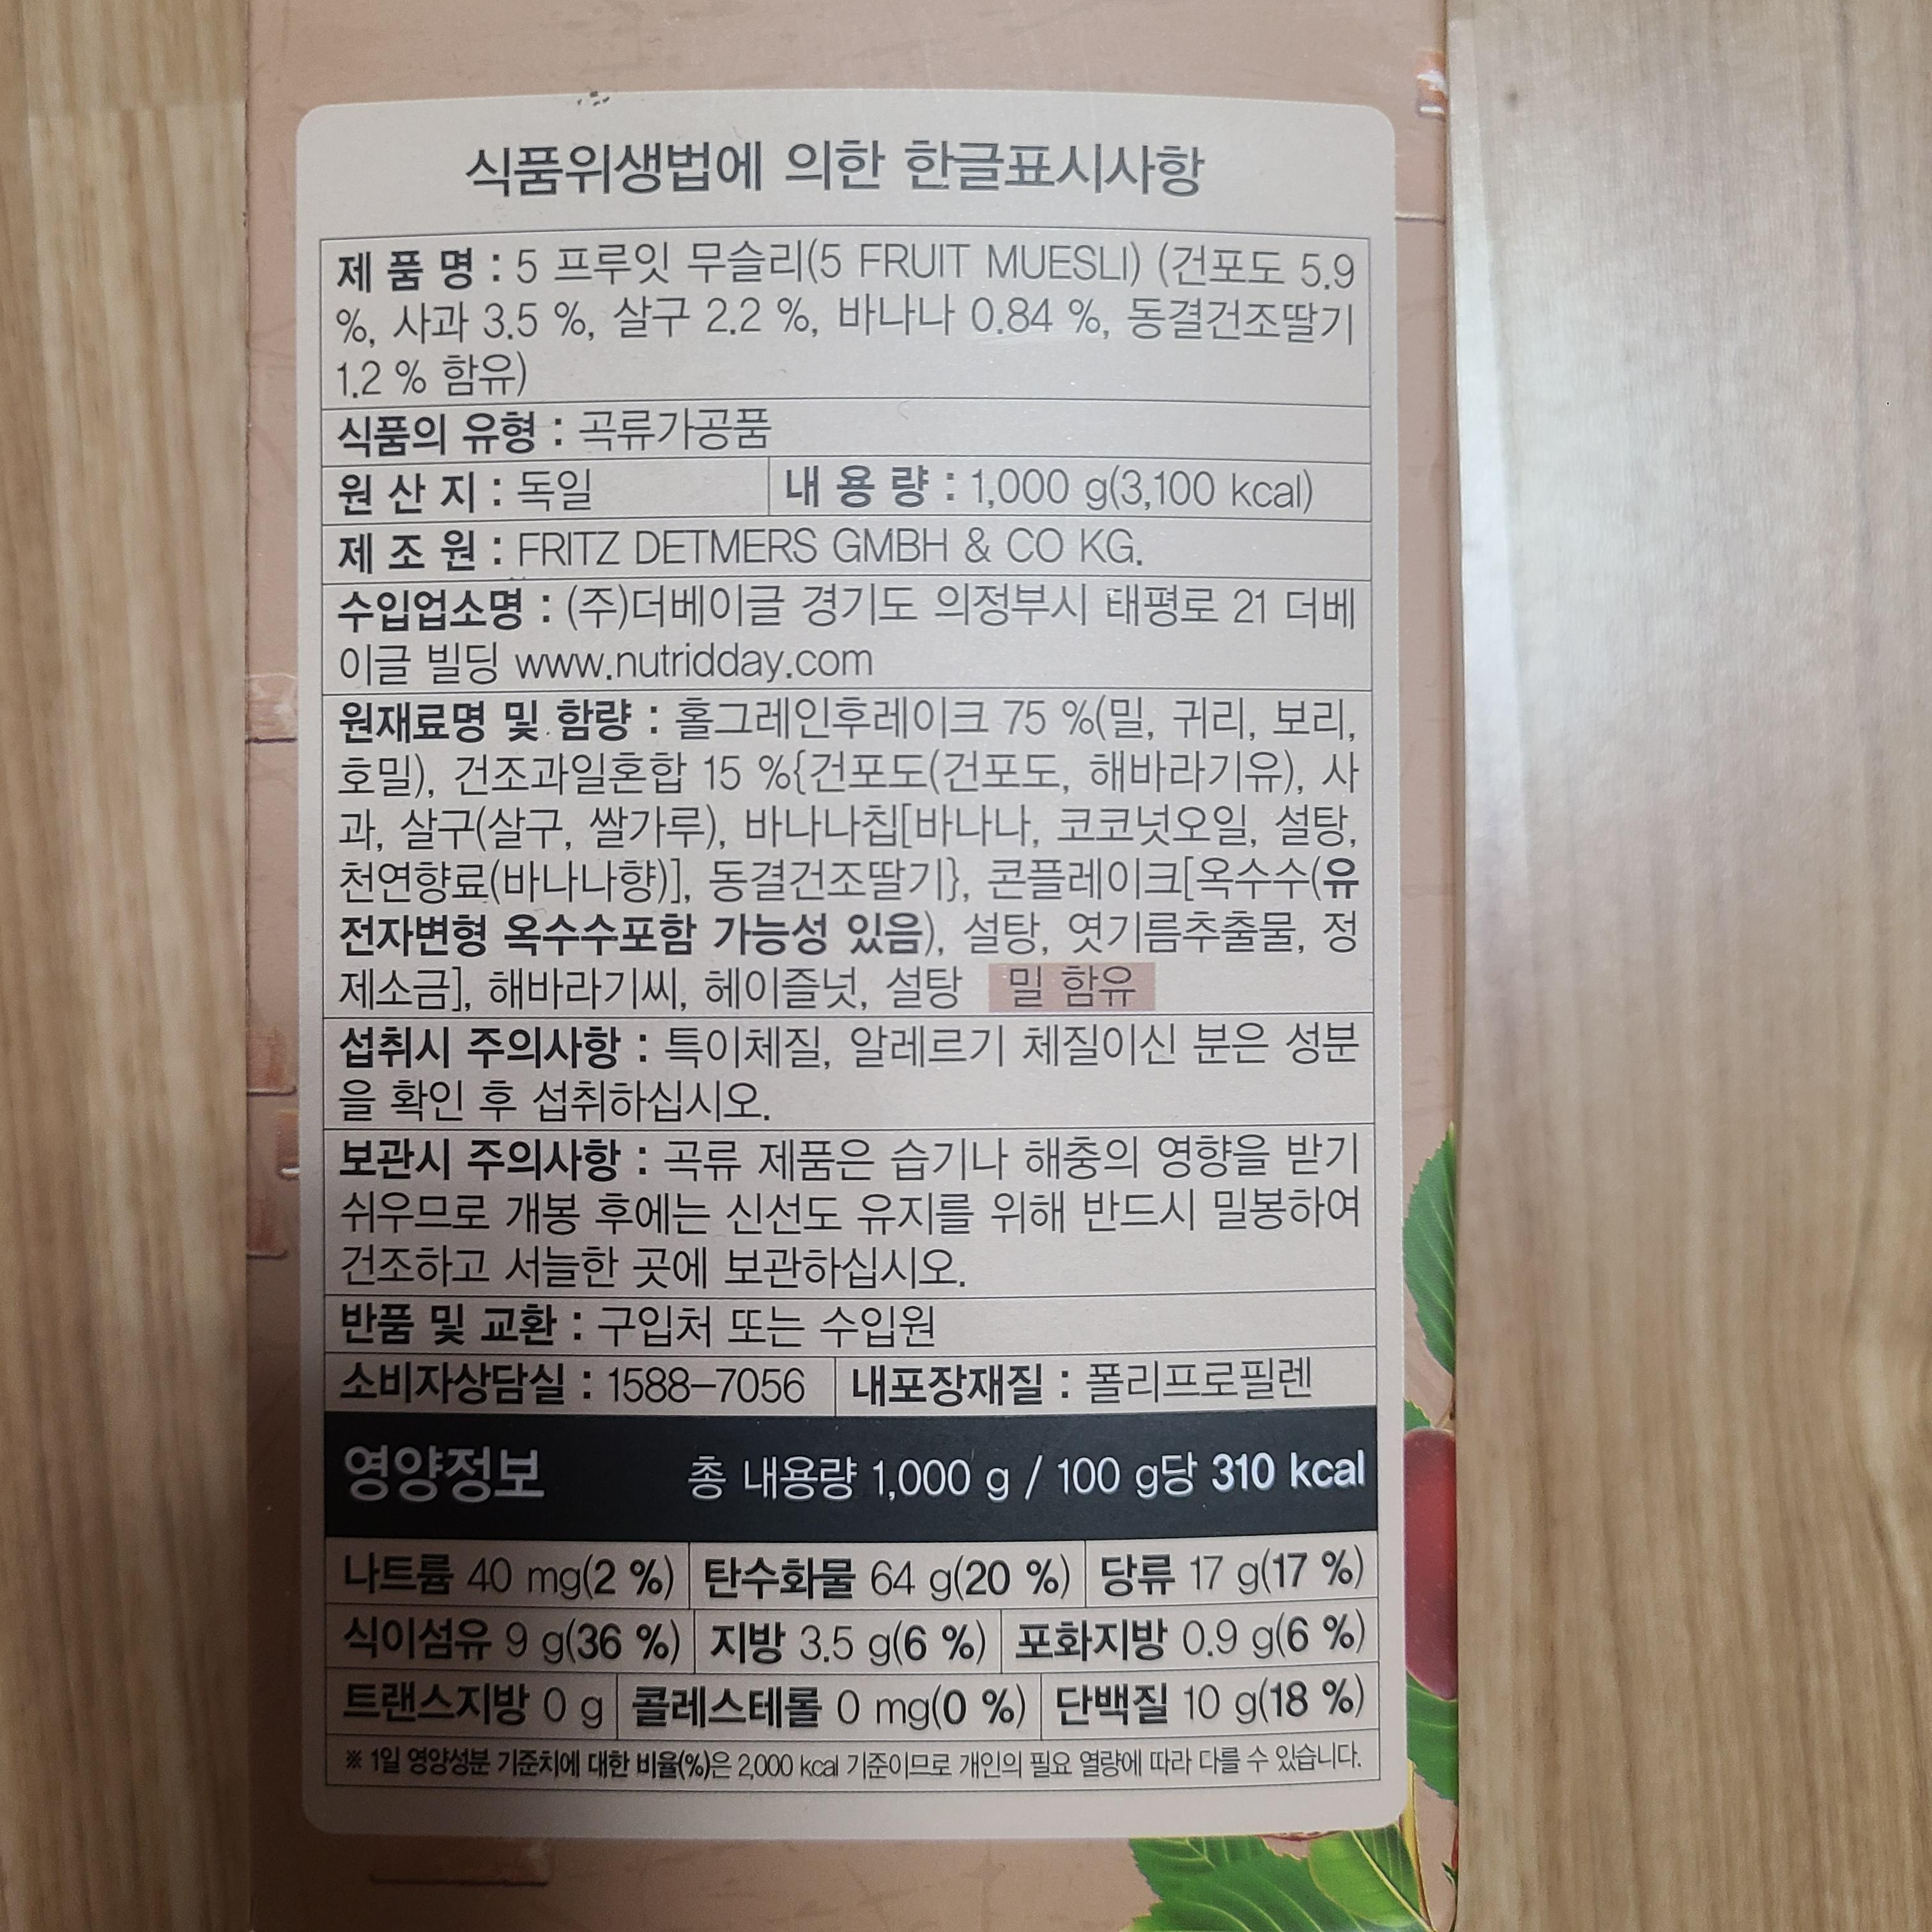 식품위생법에 의한 한글표시사항
제 품 명 : 5 프루잇 무슬리(5 FRUIT MUESLI) (건포도 5.9
%, 사과 3.5 %, 살구 2.2 %, 바나나 0.84 %, 동결건조딸기
1.2 % 함유)
식품의 유형 : 곡류가공품
원 산 지 : 독일 내 용 량 : 1,000 g(3,100 kcal)
제 조 원 : FRITZ DETMERS GMBH & CO KG.
수입업소명 : (주)더베이글 경기도 의정부시 태평로 21 더베
이글 빌딩 www.nutridday.com
원재료명 및 함량 : 홀그레인후레이크 75 %(밀, 귀리, 보리,
호밀), 건조과일혼합 15 %{건포도(건포도, 해바라기유), 사
과, 살구(살구, 쌀가루), 바나나칩[바나나, 코코넛오일, 설탕,
천연향료(바나나향)], 동결건조딸기}, 콘플레이크[옥수수(유
전자변형 옥수수포함 가능성 있음), 설탕, 엿기름추출물, 정
제소금], 해바라기씨, 헤이즐넛, 설탕 밀 함유
섭취시 주의사항 : 특이체질, 알레르기 체질이신 분은 성분
을 확인 후 섭취하십시오.
보관시 주의사항 : 곡류 제품은 습기나 해충의 영향을 받기
쉬우므로 개봉 후에는 신선도 유지를 위해 반드시 밀봉하여
건조하고 서늘한 곳에 보관하십시오.
반품 및 교환 : 구입처 또는 수입원
소비자상담실 : 1588-7056 내포장재질 : 폴리프로필렌
영양정보 총 내용량 1,000 g / 100 g당 310 kcal
나트륨 40 mg(2 %) 탄수화물 64 g(20 %) 당류 17 g(17 %)
식이섬유 9 g(36 %) 지방 3.5 g(6 %) 포화지방 0.9 g(6 %)
트랜스지방 0 g 콜레스테롤 0 mg(0 %) 단백질 10 g(18 %)
※ 1일 영양성분 기준치에 대한 비율(%)은 2,000 kcal 기준이므로 개인의 필요 열량에 따라 다를 수 있습니다.